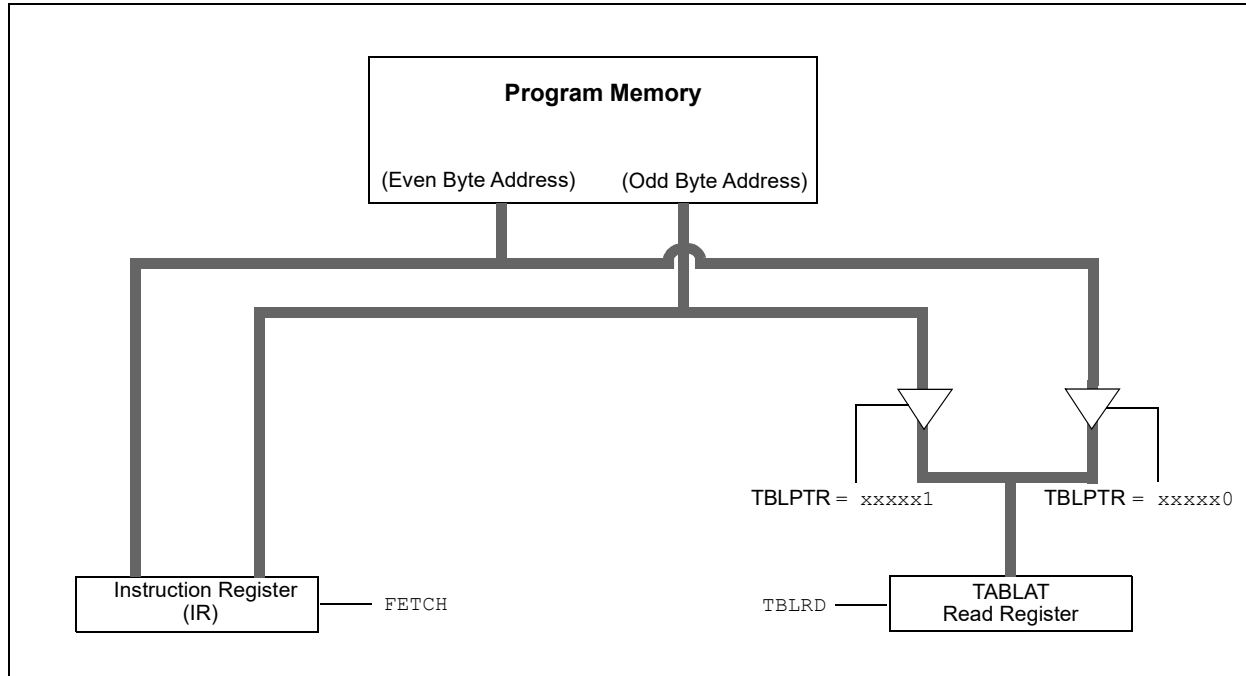 Program Memory
(Even Byte Address) (Odd Byte Address)
TBLPTR = xxxxx1 TBLPTR = xxxxx0
Instruction Register
(IR)
FETCH
TBLRD
TABLAT
Read Register